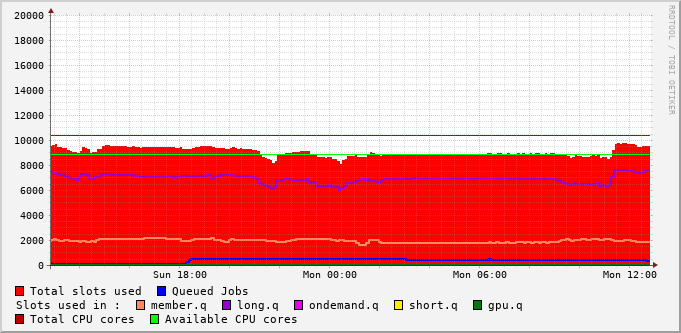 RRDTOOL / TOBI OETIKER
20000
18000
16000
14000
12000
10000
8000
6000
4000
2000
0
Sun 18:00 Mon 00:00 Mon 06:00 Mon 12:00
Total slots used Queued Jobs
Slots used in : member.q long.q ondemand.q short.q gpu.q
Total CPU cores Available CPU cores